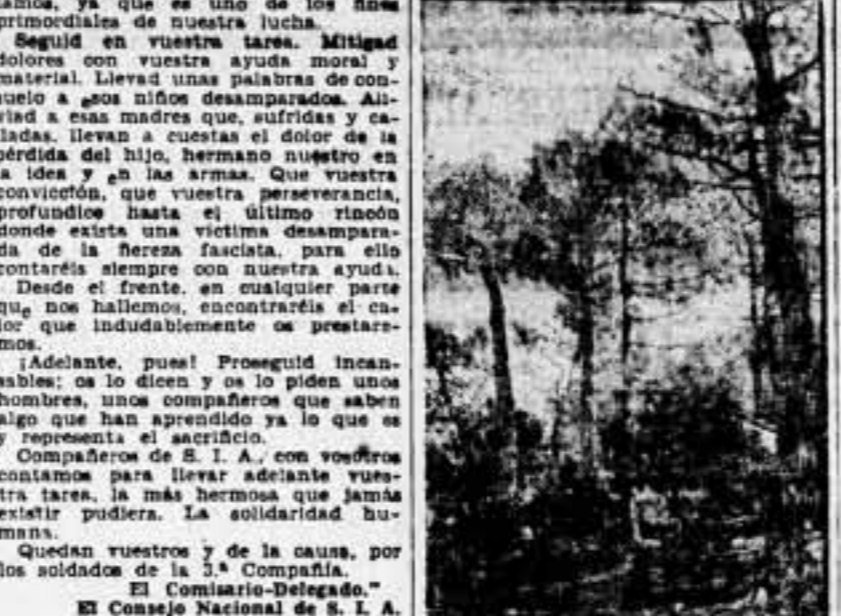 tamos, ya que es uno de los fines
primordiales de nuestra lucha.
Seguid en vuestra tarea. Mitigad
dolores con vuestra ayuda moral y
material. Llevad unas palabras de con-
suelo a esos niños desamparados. Ali-
viad a esas madres que, sufridas y ca-
lladas, llevan a cuestas el dolor de la
pérdida del hijo, hermano nuestro en
la idea y en las armas. Que vuestra
convicción, que vuestra perseverancia,
profundice hasta el último rincón
donde exista una víctima desampara-
da de la fiereza fascista, para ello
contaréis siempre con nuestra ayuda.
Desde el frente, en cualquier parte
que nos hallemos, encontraréis el ca-
lor que indudablemente os prestare-
mos.
¡Adelante, pues! Proseguid incan-
sables; os lo dicen y os lo piden unos
hombres, unos compañeros que saben
algo que han aprendido ya lo que es
y representa el sacrificio.
Compañeros de S. I. A., con vosotros
contamos para llevar adelante vues-
tra tarea, la más hermosa que jamás
existir pudiera. La solidaridad hu-
mana.
Quedan vuestros y de la causa, por
los soldados de la 3.ª Compañía.
El Comisario-Delegado."
El Consejo Nacional de S. I. A.